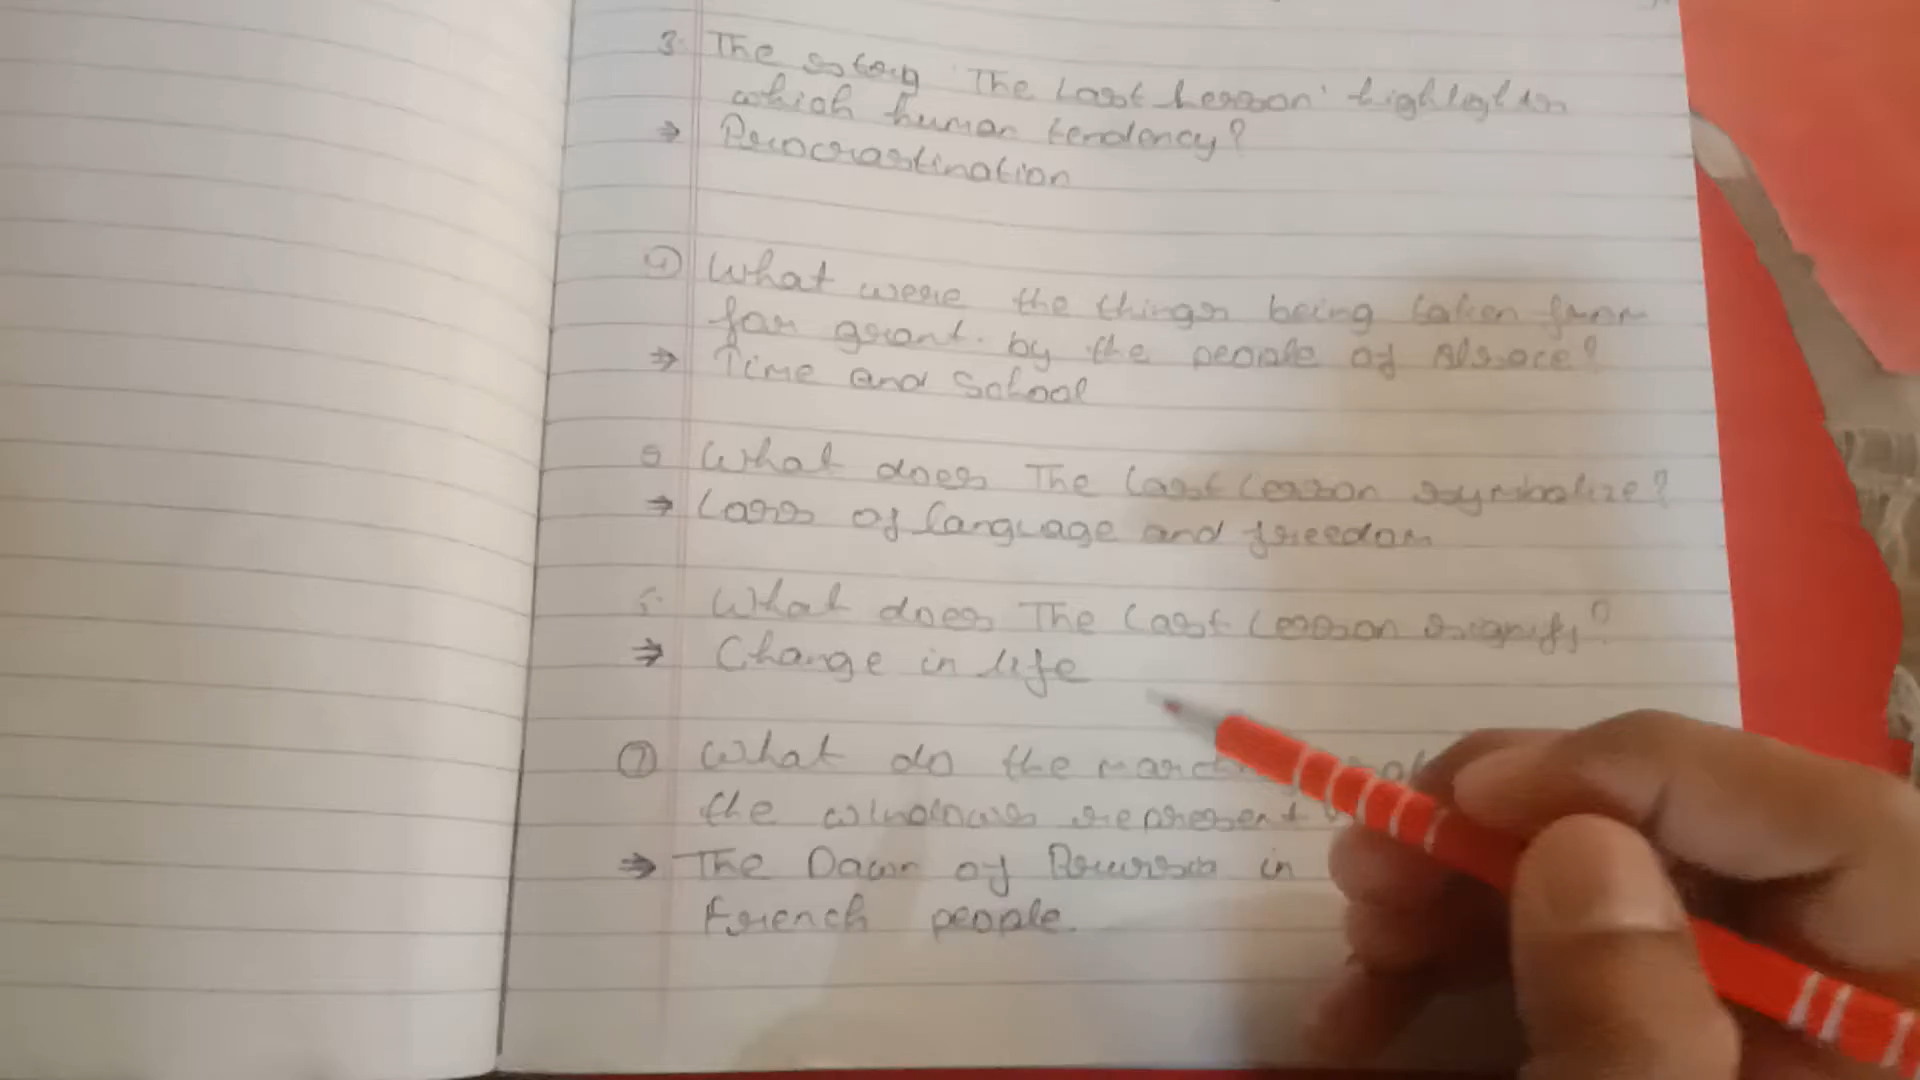 3. The story 'The Last Lesson' highlights
which human tendency?
⇒ Procrastination
④ What were the things being taken from
for grant. by the people of Alsace?
⇒ Time and School
What does The Last Lesson symbolize?
⇒ Loss of language and freedom
What does The Last Lesson signify?
⇒ Change in life
⑦ What do the
the windows represent
⇒ The Dawn of in
French people.